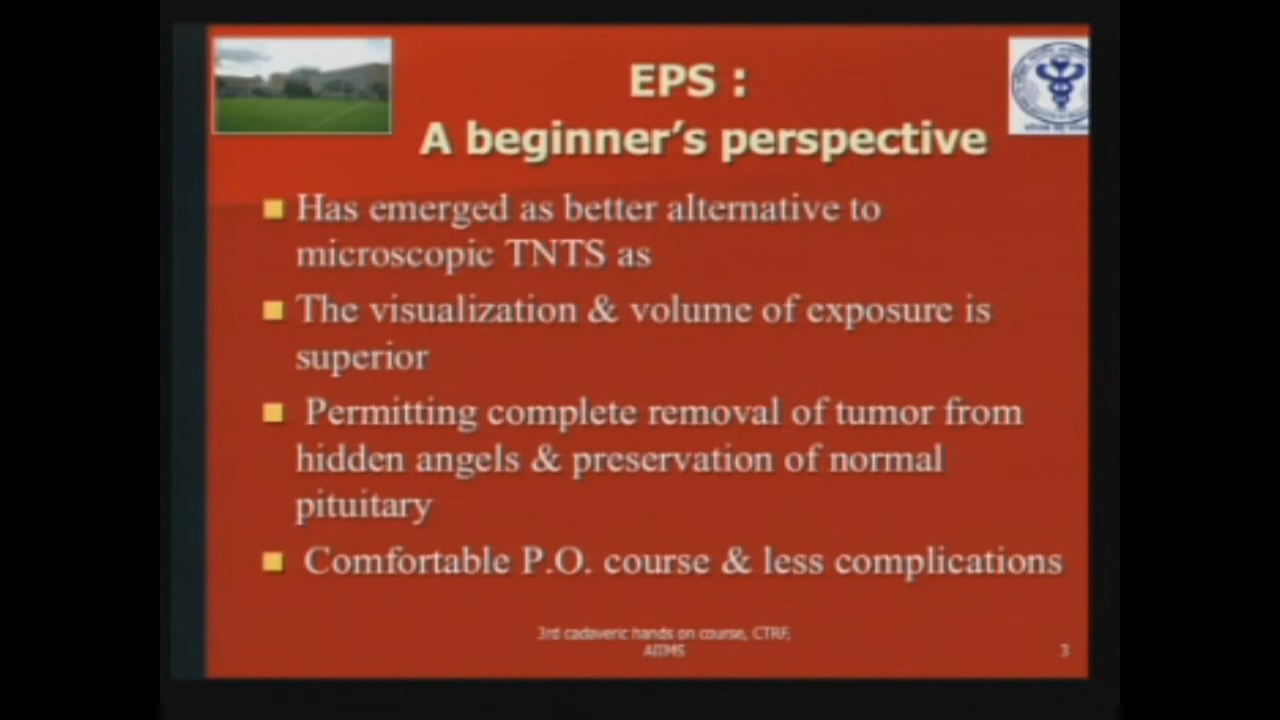 EPS :
A beginner's perspective
Has emerged as better alternative to
microscopic TNTS as
The visualization & volume of exposure is
superior
Permitting complete removal of tumor from
hidden angels & preservation of normal
pituitary
Comfortable P.O. course & less complications
3rd cadaveric hands on course, CTRF,
AIIMS
3